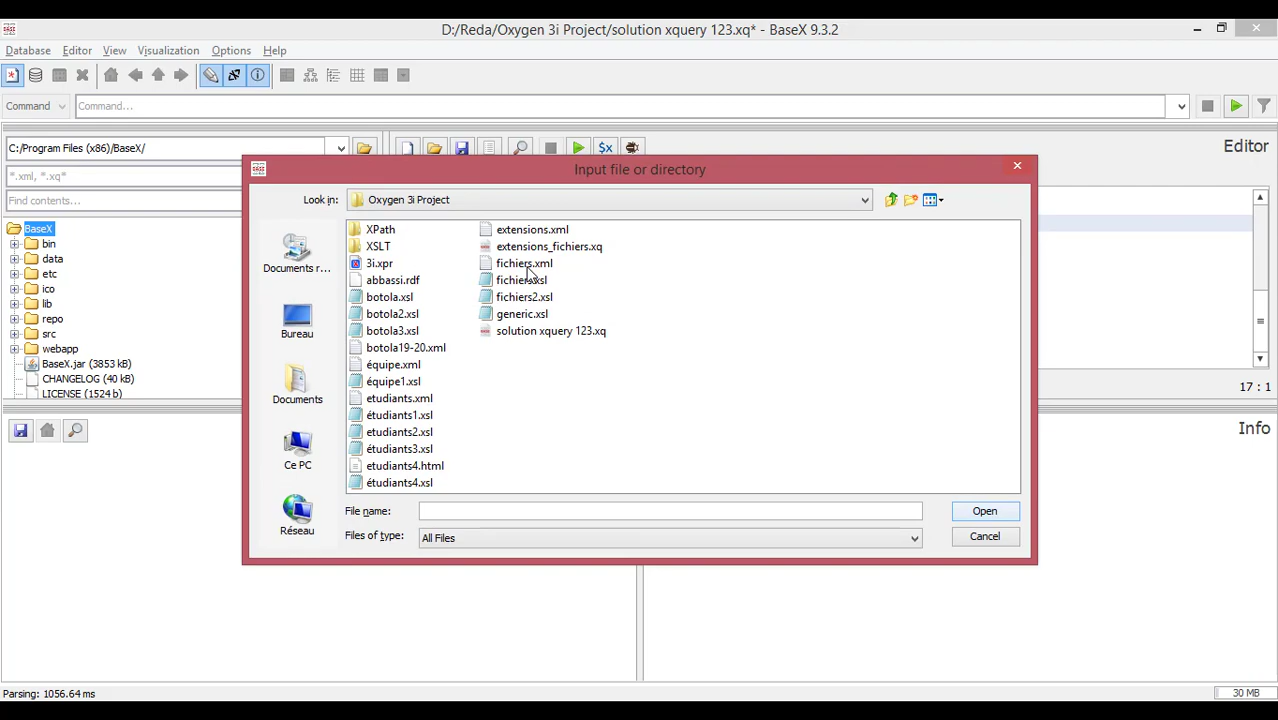 D:/Reda/Oxygen 3i Project/solution xquery 123.xq* - BaseX 9.3.2
Database Editor View Visualization Options Help
Command Command...
C:/Program Files (x86)/BaseX/
Editor
*.xml, *.xq*
Find contents...
BaseX
bin
data
etc
ico
lib
repo
src
webapp
BaseX.jar (3853 kB)
CHANGELOG (40 kB)
LICENSE (1524 b)
Input file or directory
Look in: Oxygen 3i Project
Documents r...
Bureau
Documents
Ce PC
Réseau
XPath
XSLT
3i.xpr
abbassi.rdf
botola.xsl
botola2.xsl
botola3.xsl
botola19-20.xml
équipe.xml
équipe1.xsl
etudiants.xml
étudiants1.xsl
etudiants2.xsl
étudiants3.xsl
etudiants4.html
étudiants4.xsl
extensions.xml
extensions_fichiers.xq
fichiers.xml
fichiers2.xsl
generic.xsl
solution xquery 123.xq
File name:
Open
Files of type: All Files
Cancel
17 : 1
Info
Parsing: 1056.64 ms
30 MB